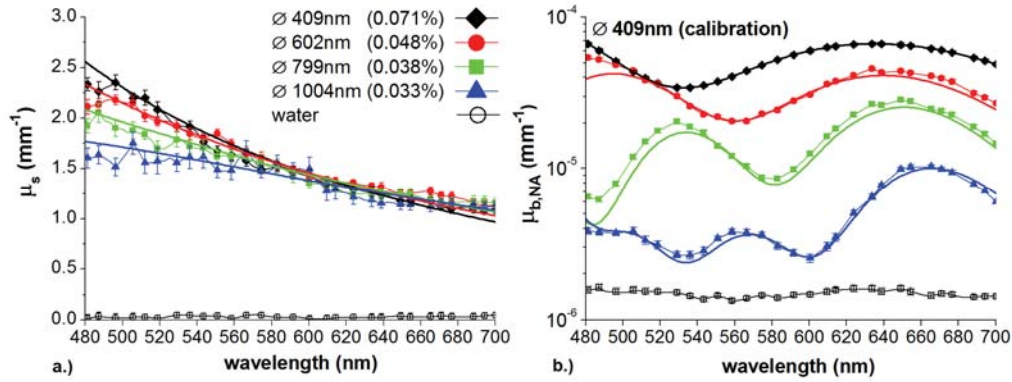 3.0
2.5
2.0
1.5
1.0
0.5
0.0
μs (mm-1)
∅ 409nm (0.071%)
∅ 602nm (0.048%)
∅ 799nm (0.038%)
∅ 1004nm (0.033%)
water
480 500 520 540 560 580 600 620 640 660 680 700
wavelength (nm)
a.)
10-4
10-5
10-6
μb,NA (mm-1)
∅ 409nm (calibration)
480 500 520 540 560 580 600 620 640 660 680 700
wavelength (nm)
b.)